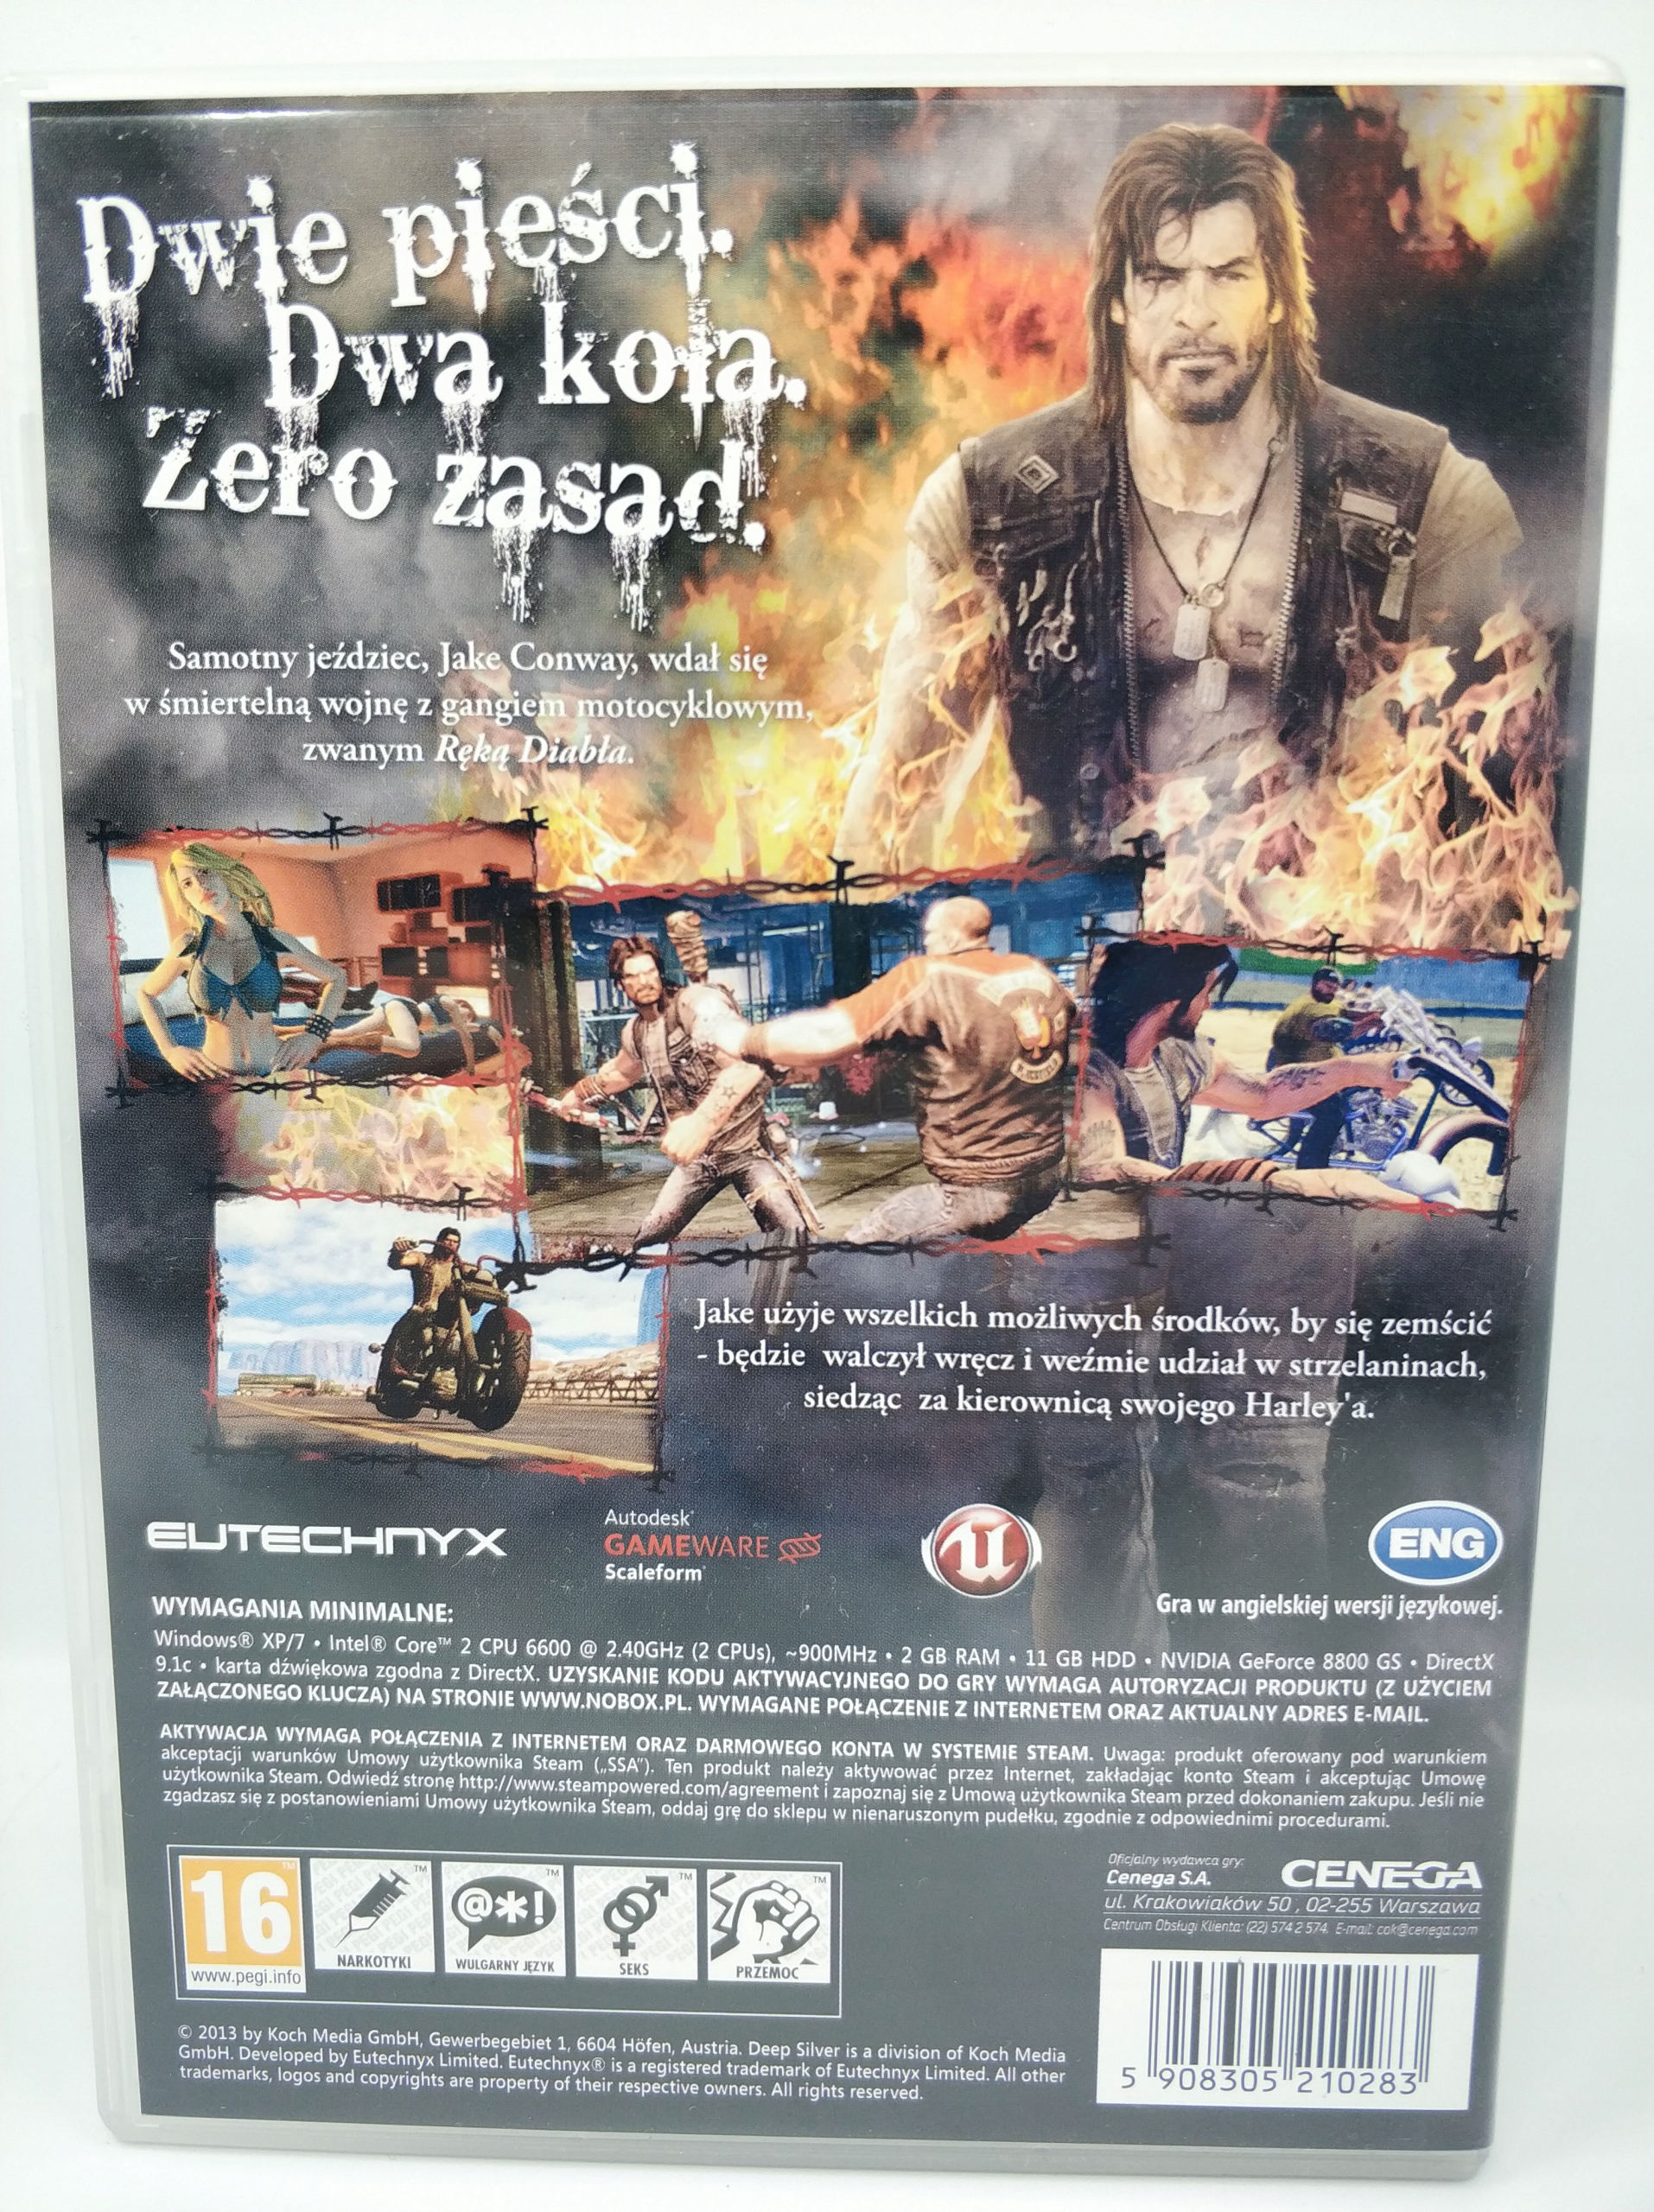 Dwie pięści.
Dwa koła.
Zero zasad.
Samotny jeździec, Jake Conway, wdał się
w śmiertelną wojnę z gangiem motocyklowym,
zwanym Ręką Diabła.
Jake użyje wszelkich możliwych środków, by się zemścić
- będzie walczył wręcz i weźmie udział w strzelaninach,
siedząc za kierownicą swojego Harley'a.
EUTECHNYX
Autodesk®
GAMEWARE
Scaleform®
U
ENG
Gra w angielskiej wersji językowej.
WYMAGANIA MINIMALNE:
Windows® XP/7 • Intel® Core™ 2 CPU 6600 @ 2.40GHz (2 CPUs), ~900MHz • 2 GB RAM • 11 GB HDD • NVIDIA GeForce 8800 GS • DirectX
9.1c • karta dźwiękowa zgodna z DirectX. UZYSKANIE KODU AKTYWACYJNEGO DO GRY WYMAGA AUTORYZACJI PRODUKTU (Z UŻYCIEM
ZAŁĄCZONEGO KLUCZA) NA STRONIE WWW.NOBOX.PL. WYMAGANE POŁĄCZENIE Z INTERNETEM ORAZ AKTUALNY ADRES E-MAIL.
AKTYWACJA WYMAGA POŁĄCZENIA Z INTERNETEM ORAZ DARMOWEGO KONTA W SYSTEMIE STEAM. Uwaga: produkt oferowany pod warunkiem
akceptacji warunków Umowy użytkownika Steam („SSA”). Ten produkt należy aktywować przez Internet, zakładając konto Steam i akceptując Umowę
użytkownika Steam. Odwiedź stronę http://www.steampowered.com/agreement i zapoznaj się z Umową użytkownika Steam przed dokonaniem zakupu. Jeśli nie
zgadzasz się z postanowieniami Umowy użytkownika Steam, oddaj grę do sklepu w nienaruszonym pudełku, zgodnie z odpowiednimi procedurami.
16™
www.pegi.info
™
NARKOTYKI
@*!™
WULGARNY JĘZYK
™
SEKS
™
PRZEMOC
Oficjalny wydawca gry:
Cenega S.A.
CENEGA
ul. Krakowiaków 50 , 02-255 Warszawa
Centrum Obsługi Klienta: (22) 574 2 574, E-mail: cok@cenega.com
© 2013 by Koch Media GmbH, Gewerbegebiet 1, 6604 Höfen, Austria. Deep Silver is a division of Koch Media
GmbH. Developed by Eutechnyx Limited. Eutechnyx® is a registered trademark of Eutechnyx Limited. All other
trademarks, logos and copyrights are property of their respective owners. All rights reserved.
5 908305 210283